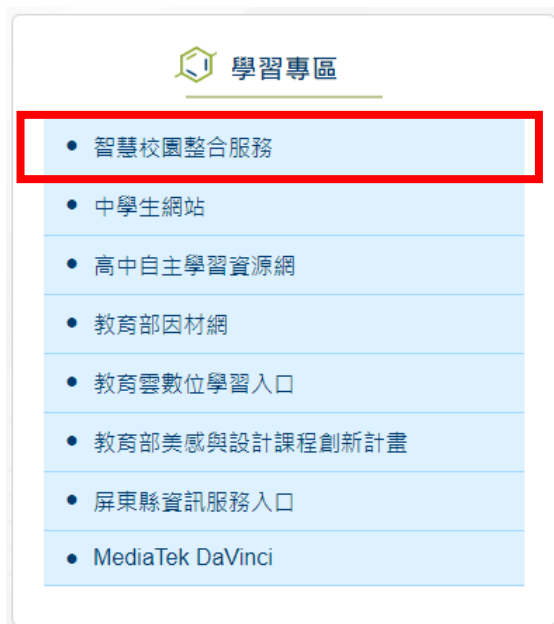 學習專區
智慧校園整合服務
中學生網站
高中自主學習資源網
教育部因材網
教育雲數位學習入口
教育部美感與設計課程創新計畫
屏東縣資訊服務入口
MediaTek DaVinci